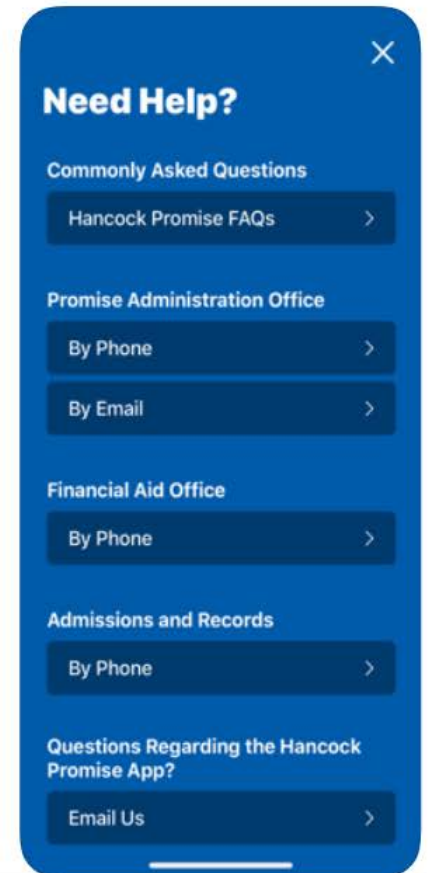 Need Help?
Commonly Asked Questions
Hancock Promise FAQs
Promise Administration Office
By Phone
By Email
Financial Aid Office
By Phone
Admissions and Records
By Phone
Questions Regarding the Hancock
Promise App?
Email Us